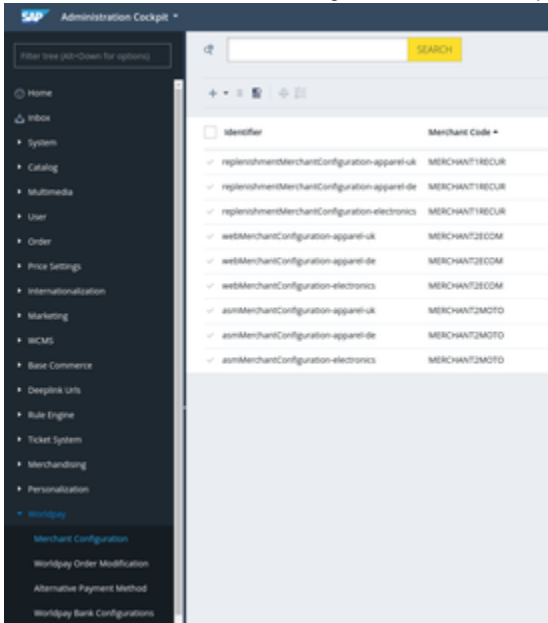 SAP Administration Cockpit
Filter tree (Alt+Down for options)
SEARCH
Home
Inbox
System
Catalog
Multimedia
User
Order
Price Settings
Internationalization
Marketing
WCMS
Base Commerce
Deeplink Urls
Rule Engine
Ticket System
Merchandising
Personalization
Worldpay
Merchant Configuration
Worldpay Order Modification
Alternative Payment Method
Worldpay Bank Configurations
Identifier Merchant Code
replenishmentMerchantConfiguration-apparel-uk MERCHANT1RECUR
replenishmentMerchantConfiguration-apparel-de MERCHANT1RECUR
replenishmentMerchantConfiguration-electronics MERCHANT1RECUR
webMerchantConfiguration-apparel-uk MERCHANT2ECOM
webMerchantConfiguration-apparel-de MERCHANT2ECOM
webMerchantConfiguration-electronics MERCHANT2ECOM
asmMerchantConfiguration-apparel-uk MERCHANT2MOTO
asmMerchantConfiguration-apparel-de MERCHANT2MOTO
asmMerchantConfiguration-electronics MERCHANT2MOTO